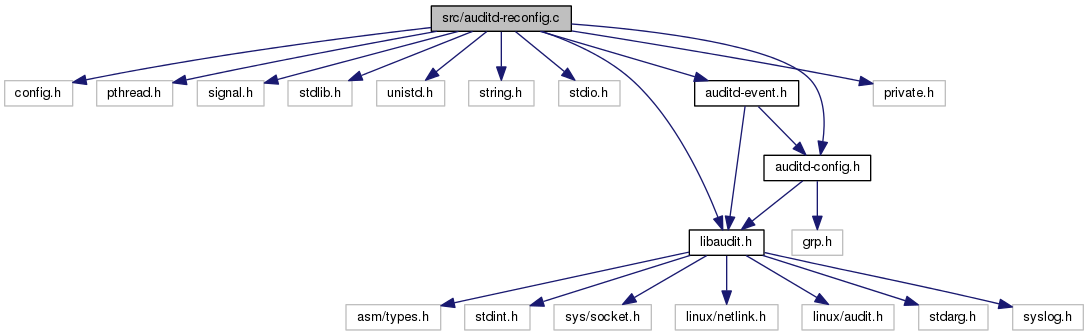 src/auditd-reconfig.c
config.h
pthread.h
signal.h
stdlib.h
unistd.h
string.h
stdio.h
auditd-event.h
private.h
auditd-config.h
libaudit.h
grp.h
asm/types.h
stdint.h
sys/socket.h
linux/netlink.h
linux/audit.h
stdarg.h
syslog.h